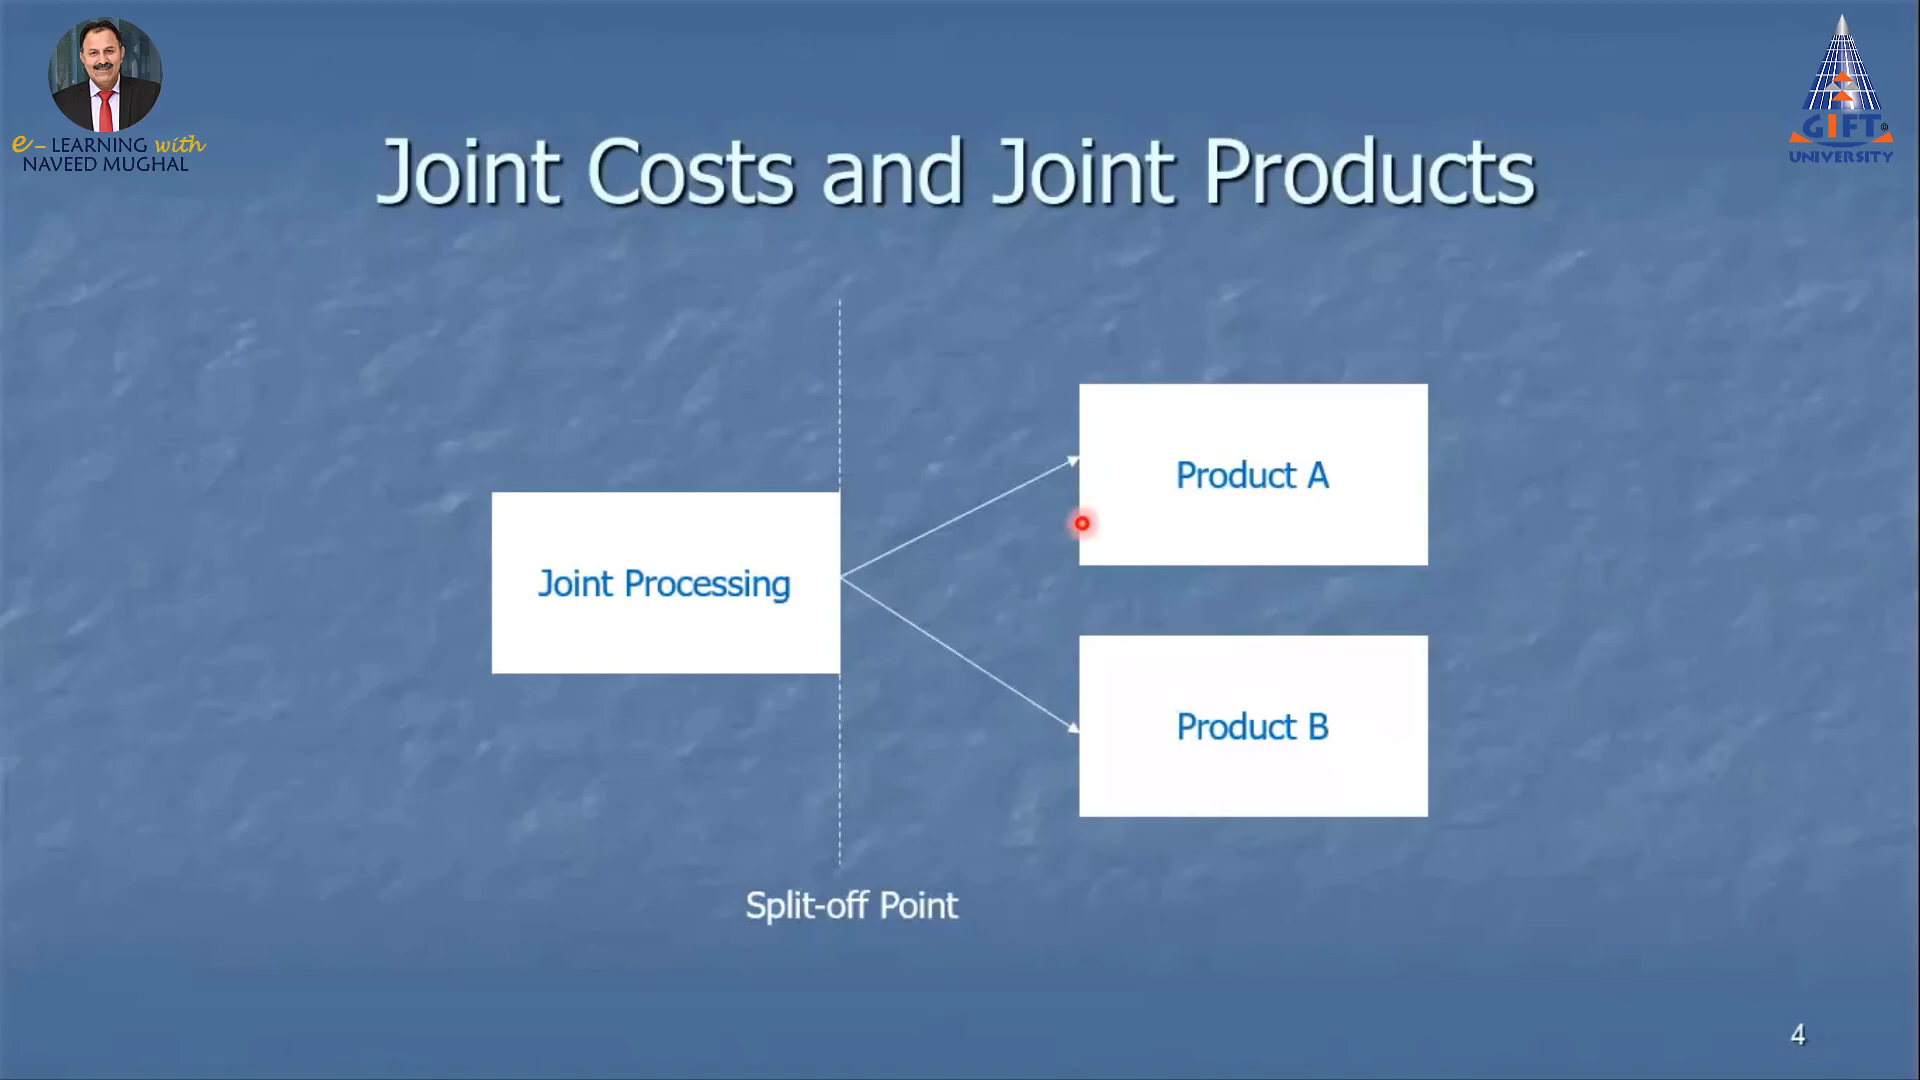 e- LEARNING with
NAVEED MUGHAL
GIFT®
UNIVERSITY
Joint Costs and Joint Products
Product A
Joint Processing
Product B
Split-off Point
4